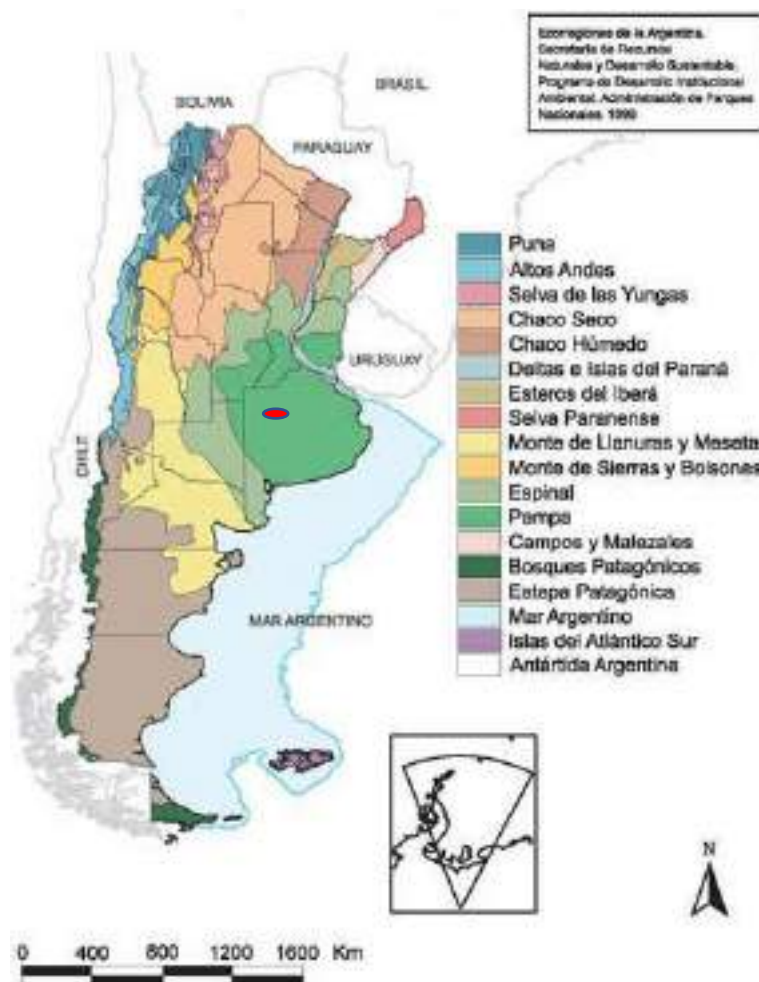 Ecorregiones de la Argentina.
Secretaría de Recursos
Naturales y Desarrollo Sustentable.
Programa de Desarrollo Institucional
Ambiental. Administración de Parques
Nacionales. 1999
BRASIL
BOLIVIA
PARAGUAY
URUGUAY
CHILE
MAR ARGENTINO
Puna
Altos Andes
Selva de las Yungas
Chaco Seco
Chaco Húmedo
Deltas e Islas del Paraná
Esteros del Iberá
Selva Paranense
Monte de Llanuras y Meseta
Monte de Sierras y Bolsones
Espinal
Pampa
Campos y Malezales
Bosques Patagónicos
Estepa Patagónica
Mar Argentino
Islas del Atlántico Sur
Antártida Argentina
N
0 400 800 1200 1600 Km